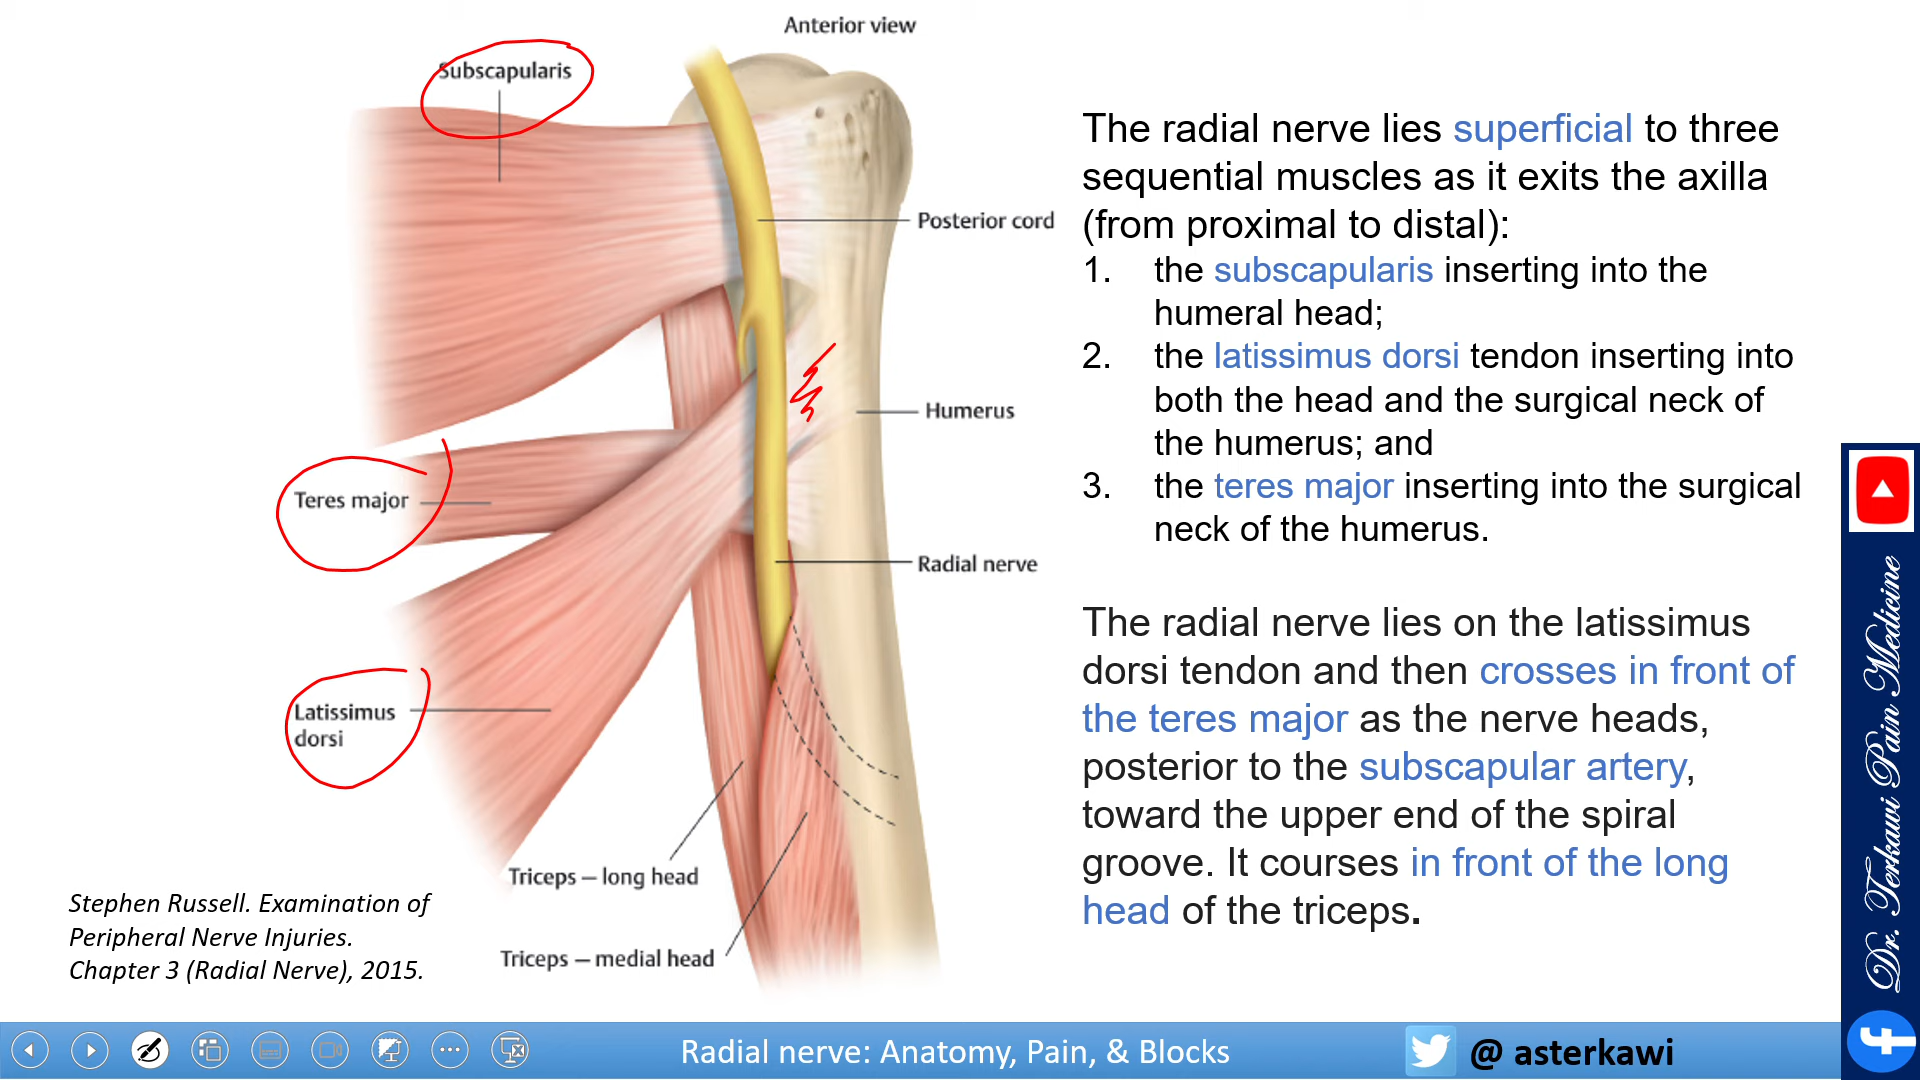 Anterior view
Subscapularis
Posterior cord
Humerus
Teres major
Radial nerve
Latissimus
dorsi
Triceps – long head
Triceps – medial head
Stephen Russell. Examination of
Peripheral Nerve Injuries.
Chapter 3 (Radial Nerve), 2015.
The radial nerve lies superficial to three
sequential muscles as it exits the axilla
(from proximal to distal):
1. the subscapularis inserting into the
humeral head;
2. the latissimus dorsi tendon inserting into
both the head and the surgical neck of
the humerus; and
3. the teres major inserting into the surgical
neck of the humerus.
The radial nerve lies on the latissimus
dorsi tendon and then crosses in front of
the teres major as the nerve heads,
posterior to the subscapular artery,
toward the upper end of the spiral
groove. It courses in front of the long
head of the triceps.
Dr. Terkawi Pain Medicine
Radial nerve: Anatomy, Pain, & Blocks
@ asterkawi